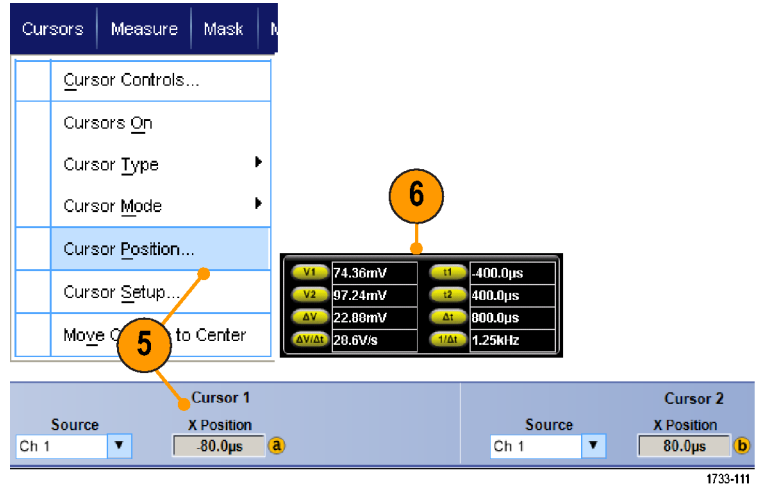 Cursors Measure Mask
Cursor Controls...
Cursors On
Cursor Type
Cursor Mode
Cursor Position...
Cursor Setup...
Move to Center
5
6
V1 74.36mV t1 -400.0µs
V2 97.24mV t2 400.0µs
ΔV 22.88mV Δt 800.0µs
ΔV/Δt 28.6V/s 1/Δt 1.25kHz
Cursor 1 Cursor 2
Source X Position Source X Position
Ch 1 -80.0µs a Ch 1 80.0µs b
1733-111